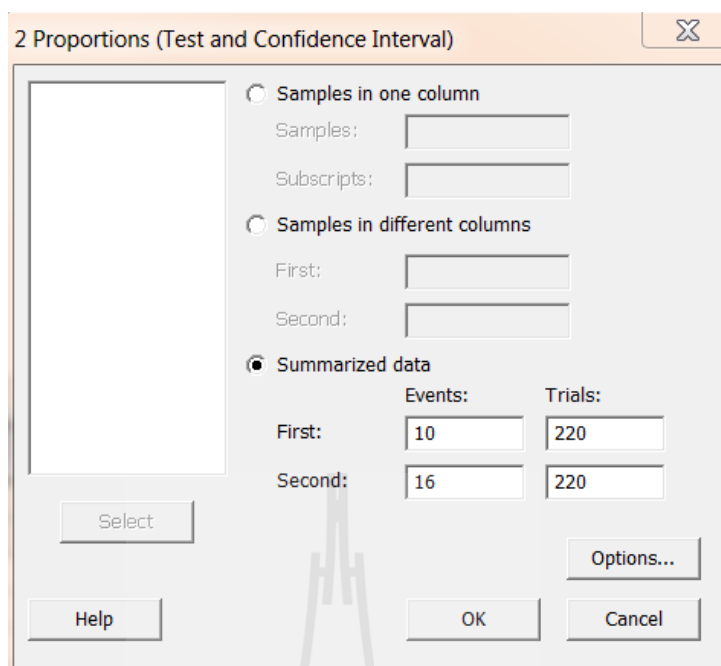 2 Proportions (Test and Confidence Interval)
Samples in one column
Samples:
Subscripts:
Samples in different columns
First:
Second:
Summarized data
Events: Trials:
First: 10 220
Second: 16 220
Select
Options...
Help OK Cancel